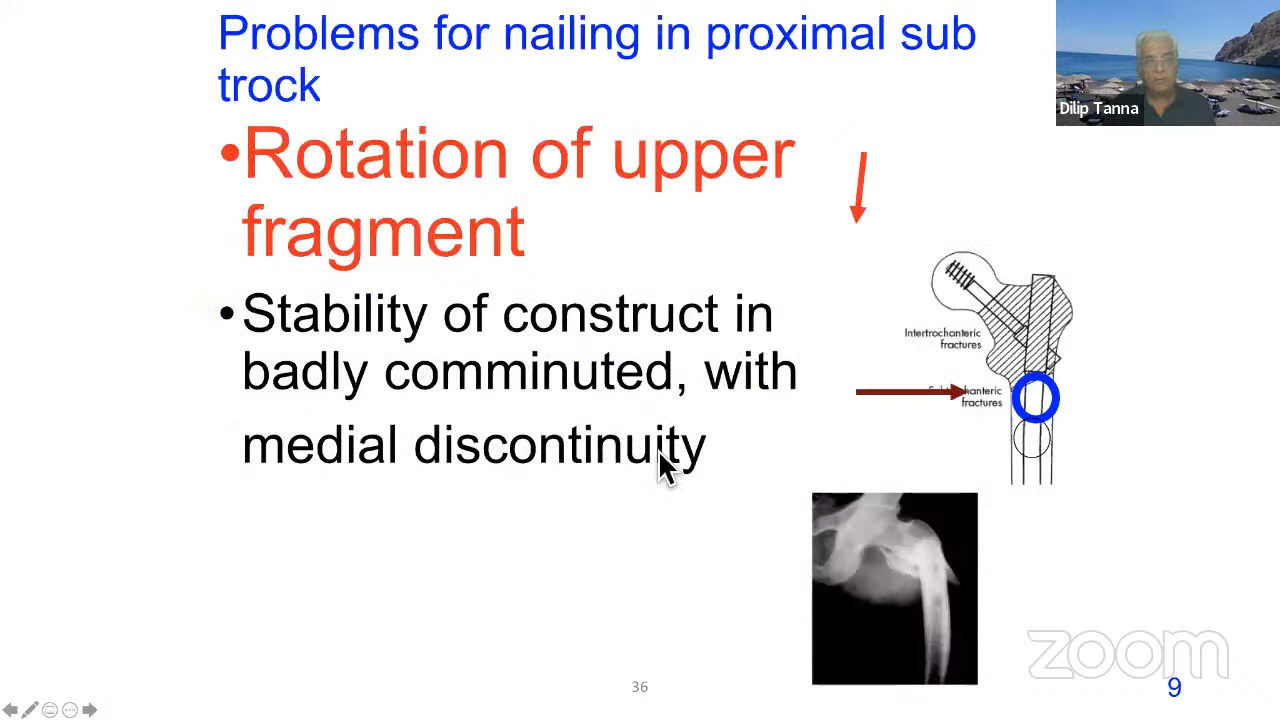 Problems for nailing in proximal sub
trock
•Rotation of upper
fragment
•Stability of construct in
badly comminuted, with
medial discontinuity
Dilip Tanna
Intertrochanteric
fractures
fractures
zoom
36
9